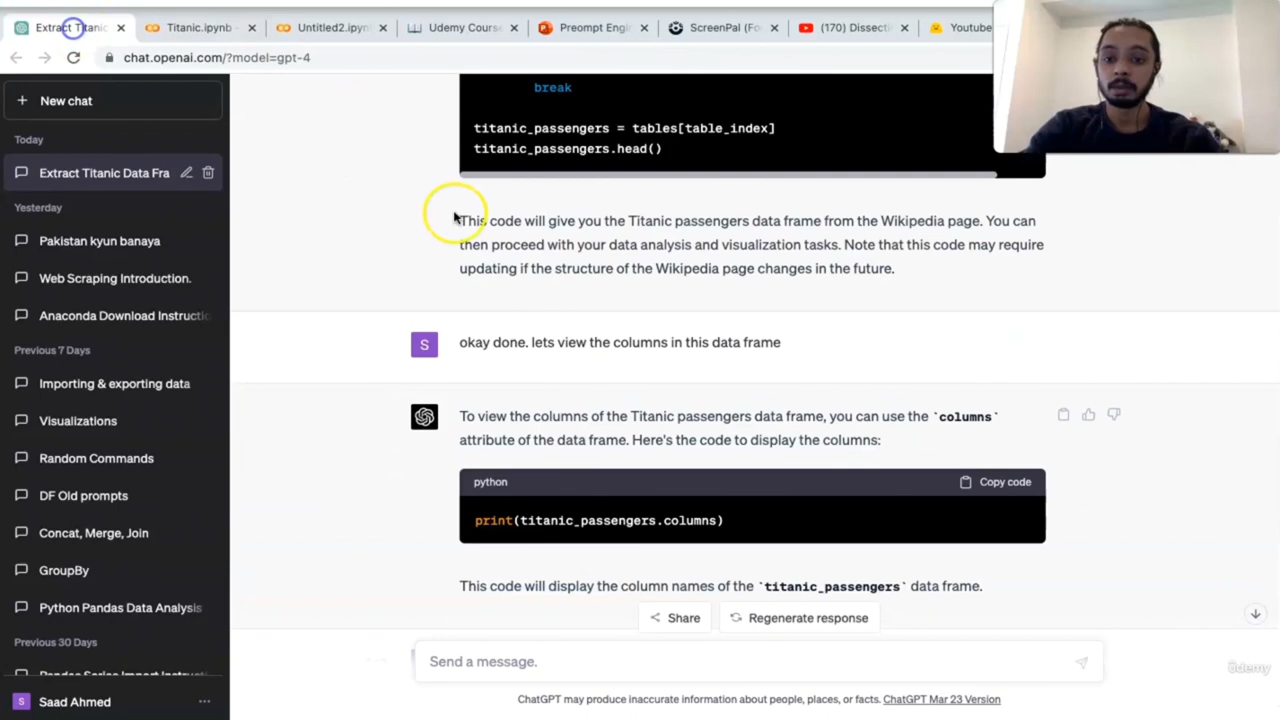 Extract Titanic
Titanic.ipynb -
Untitled2.ipyn
Udemy Course
Preompt Engi
ScreenPal (Fo
(170) Dissecti
Youtube
chat.openai.com/?model=gpt-4
New chat
Today
Extract Titanic Data Fra
Yesterday
Pakistan kyun banaya
Web Scraping Introduction.
Anaconda Download Instructio
Previous 7 Days
Importing & exporting data
Visualizations
Random Commands
DF Old prompts
Concat, Merge, Join
GroupBy
Python Pandas Data Analysis
Previous 30 Days
Pandas Series Import Instructi
S
Saad Ahmed
break
titanic_passengers = tables[table_index]
titanic_passengers.head()
This code will give you the Titanic passengers data frame from the Wikipedia page. You can
then proceed with your data analysis and visualization tasks. Note that this code may require
updating if the structure of the Wikipedia page changes in the future.
S
okay done. lets view the columns in this data frame
To view the columns of the Titanic passengers data frame, you can use the `columns`
attribute of the data frame. Here's the code to display the columns:
python
Copy code
print(titanic_passengers.columns)
This code will display the column names of the `titanic_passengers` data frame.
Share
Regenerate response
Send a message.
ChatGPT may produce inaccurate information about people, places, or facts. ChatGPT Mar 23 Version
ûdemy